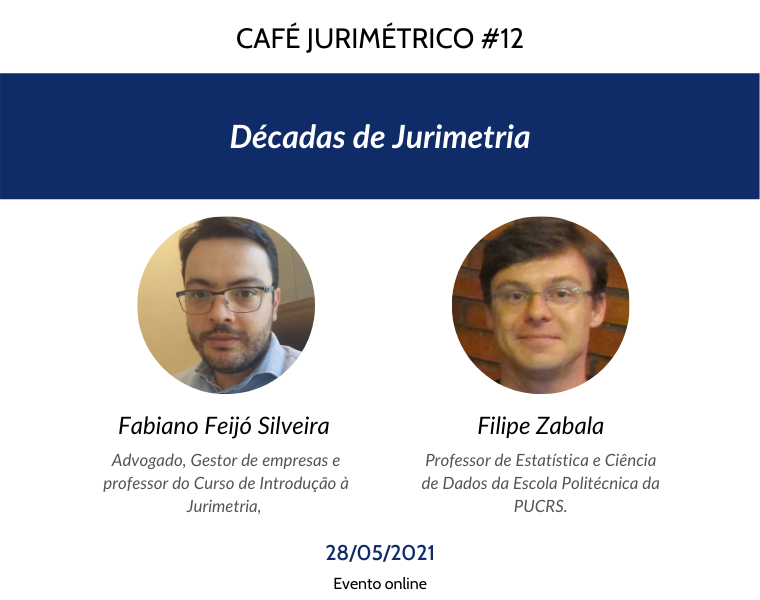 CAFÉ JURIMÉTRICO #12
Décadas de Jurimetria
Fabiano Feijó Silveira
Advogado, Gestor de empresas e
professor do Curso de Introdução à
Jurimetria,
Filipe Zabala
Professor de Estatística e Ciência
de Dados da Escola Politécnica da
PUCRS.
28/05/2021
Evento online